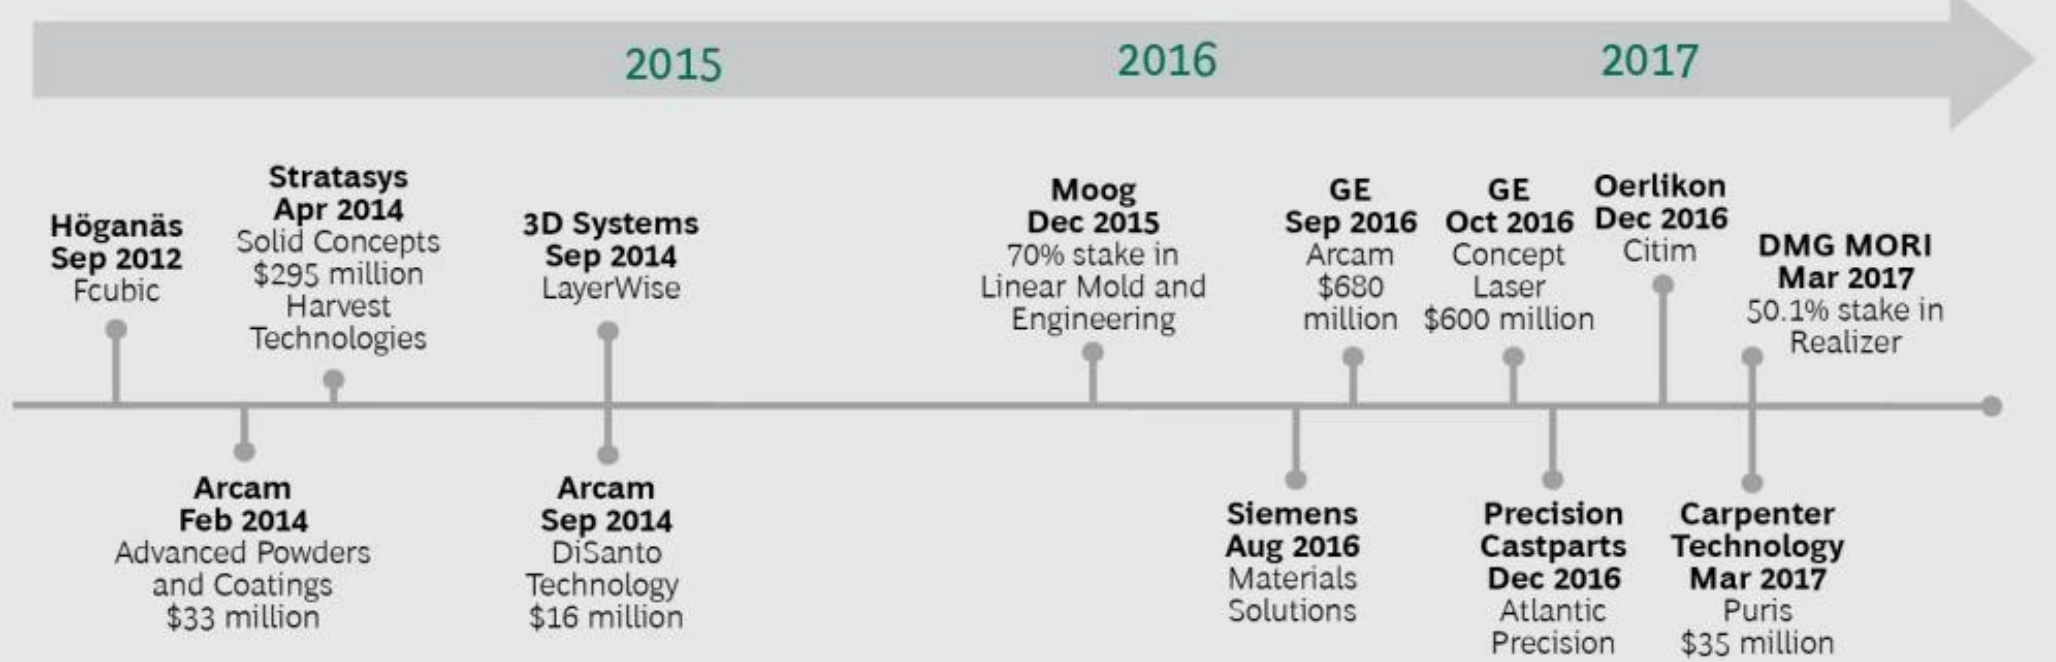 2015
2016
2017
Höganäs
Sep 2012
Fcubic
Stratasys
Apr 2014
Solid Concepts
$295 million
Harvest
Technologies
3D Systems
Sep 2014
LayerWise
Moog
Dec 2015
70% stake in
Linear Mold and
Engineering
GE
Sep 2016
Arcam
$680
million
GE
Oct 2016
Concept
Laser
$600 million
Oerlikon
Dec 2016
Citim
DMG MORI
Mar 2017
50.1% stake in
Realizer
Arcam
Feb 2014
Advanced Powders
and Coatings
$33 million
Arcam
Sep 2014
DiSanto
Technology
$16 million
Siemens
Aug 2016
Materials
Solutions
Precision
Castparts
Dec 2016
Atlantic
Precision
Carpenter
Technology
Mar 2017
Puris
$35 million